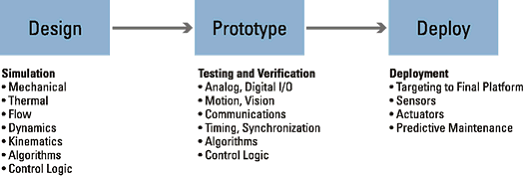 Design
Prototype
Deploy
Simulation
• Mechanical
• Thermal
• Flow
• Dynamics
• Kinematics
• Algorithms
• Control Logic
Testing and Verification
• Analog, Digital I/O
• Motion, Vision
• Communications
• Timing, Synchronization
• Algorithms
• Control Logic
Deployment
• Targeting to Final Platform
• Sensors
• Actuators
• Predictive Maintenance